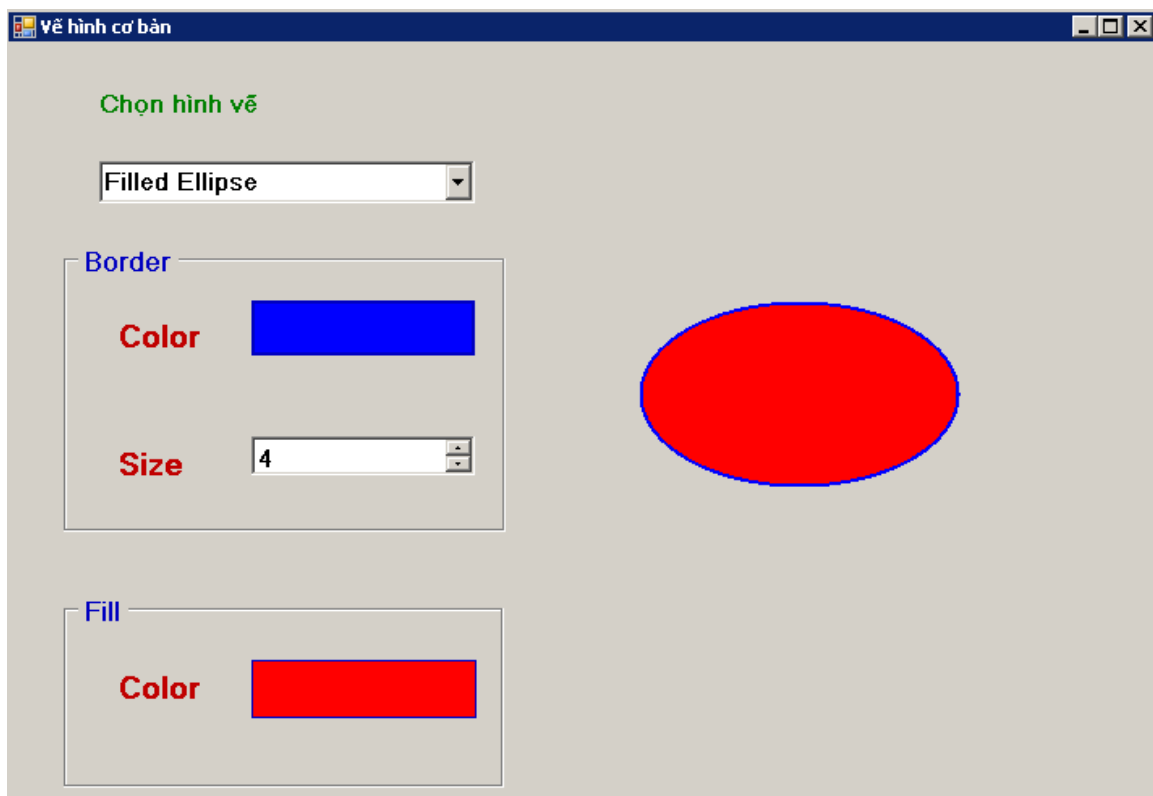 Vẽ hình cơ bản
Chọn hình vẽ
Filled Ellipse
Border
Color
Size
4
Fill
Color